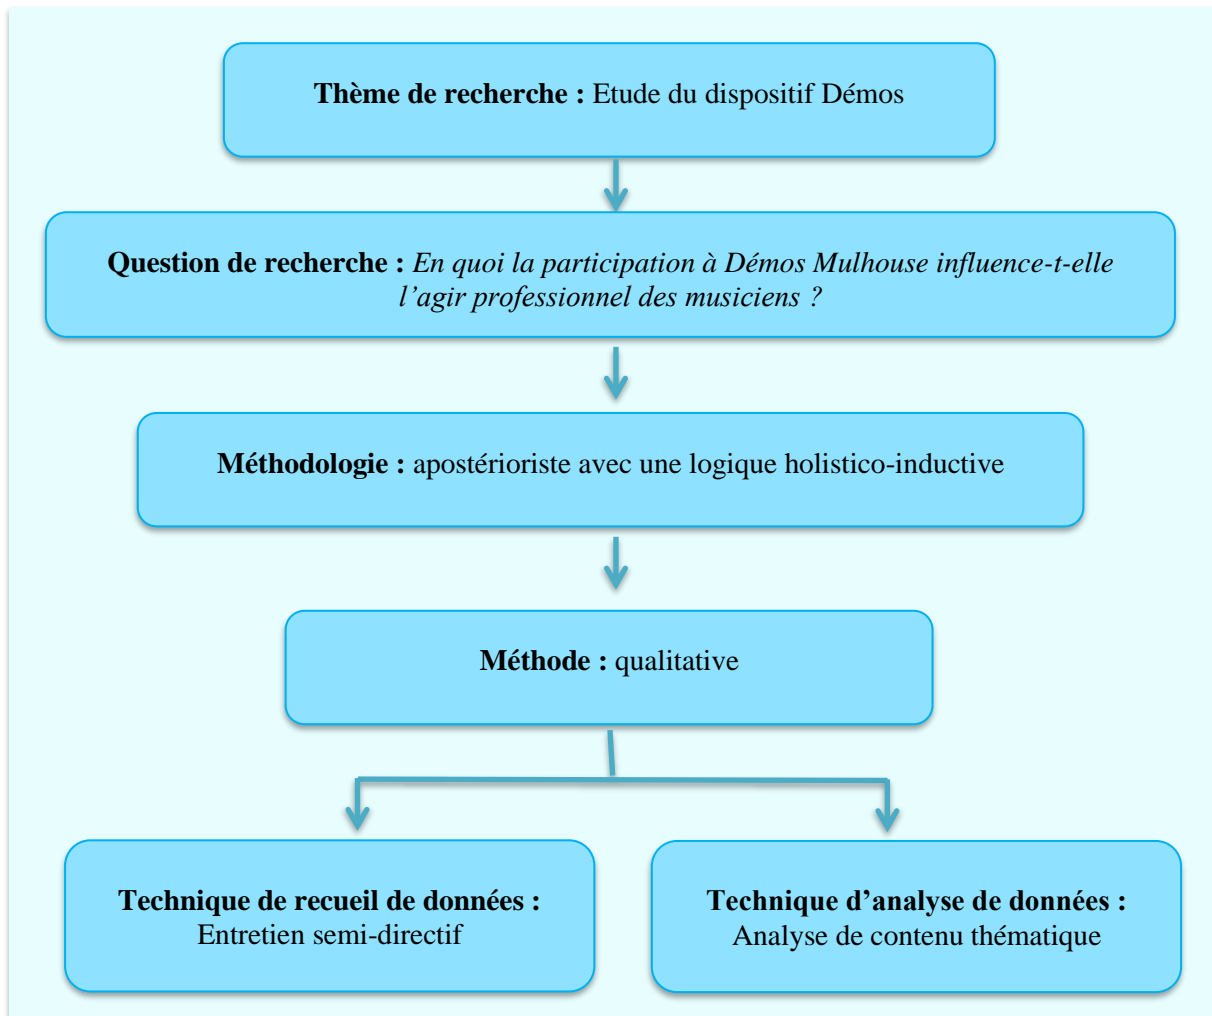 Thème de recherche : Etude du dispositif Démos
Question de recherche : En quoi la participation à Démos Mulhouse influence-t-elle
l’agir professionnel des musiciens ?
Méthodologie : apostérioriste avec une logique holistico-inductive
Méthode : qualitative
Technique de recueil de données :
Entretien semi-directif
Technique d’analyse de données :
Analyse de contenu thématique